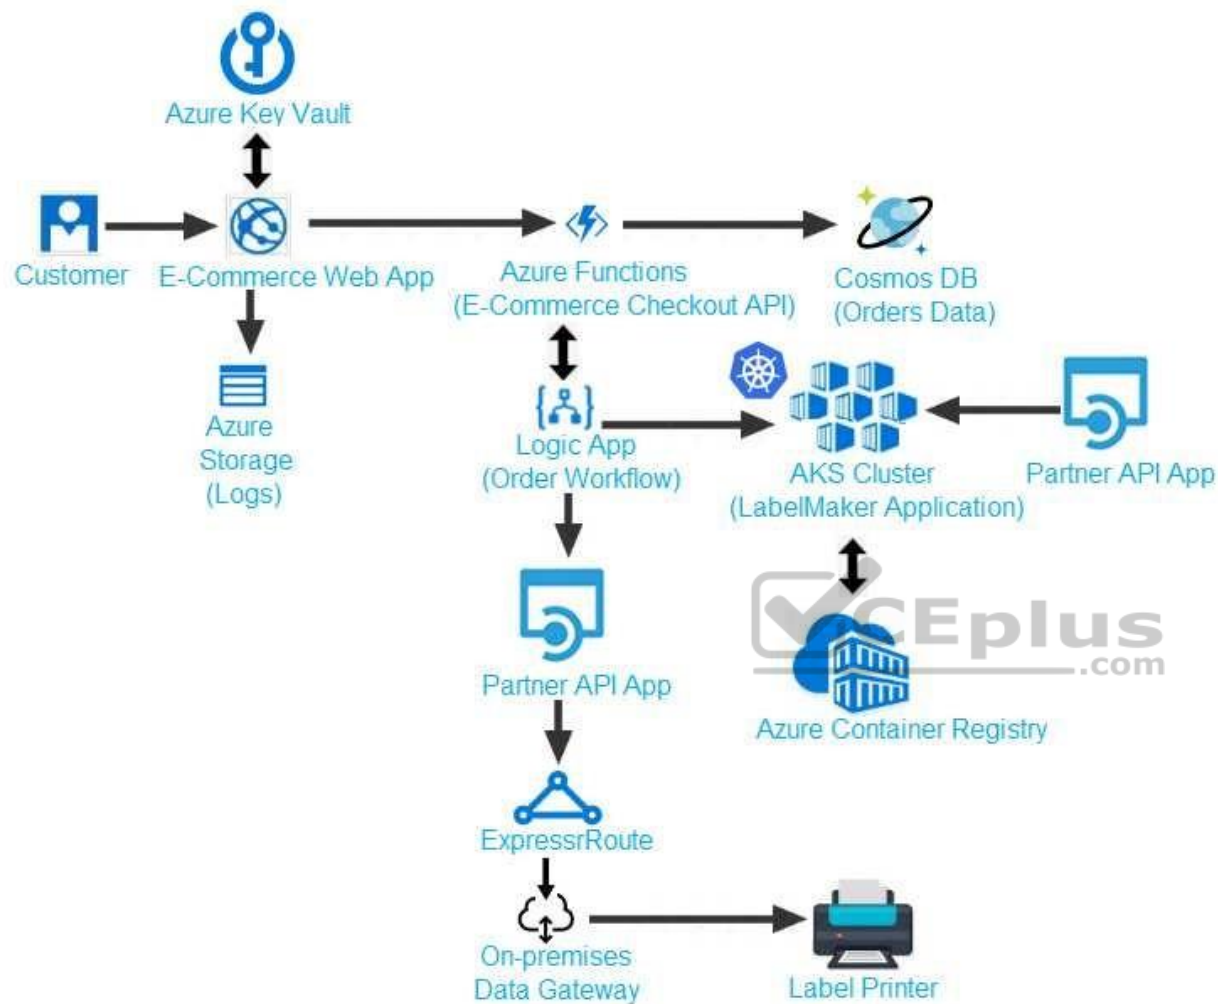 Azure Key Vault
Customer
E-Commerce Web App
Azure Functions
(E-Commerce Checkout API)
Cosmos DB
(Orders Data)
Azure
Storage
(Logs)
Logic App
(Order Workflow)
AKS Cluster
(LabelMaker Application)
Partner API App
CEplus
.com
Partner API App
Azure Container Registry
ExpressrRoute
On-premises
Data Gateway
Label Printer